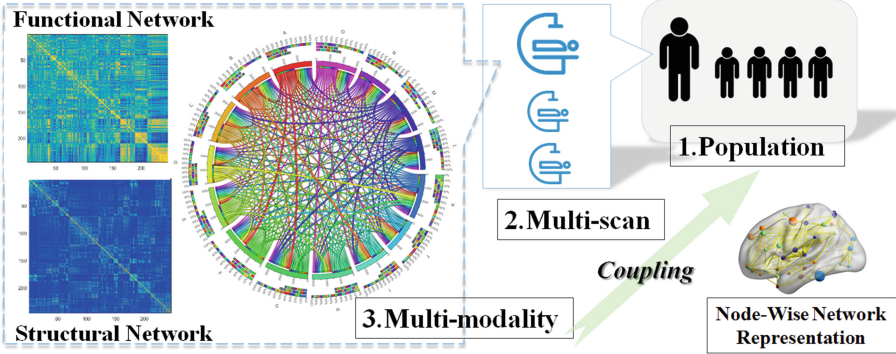 Functional Network
50
100
150
200
50
100
150
200
Structural Network
50
100
150
200
50
100
150
200
3.Multi-modality
2.Multi-scan
1.Population
Coupling
Node-Wise Network
Representation